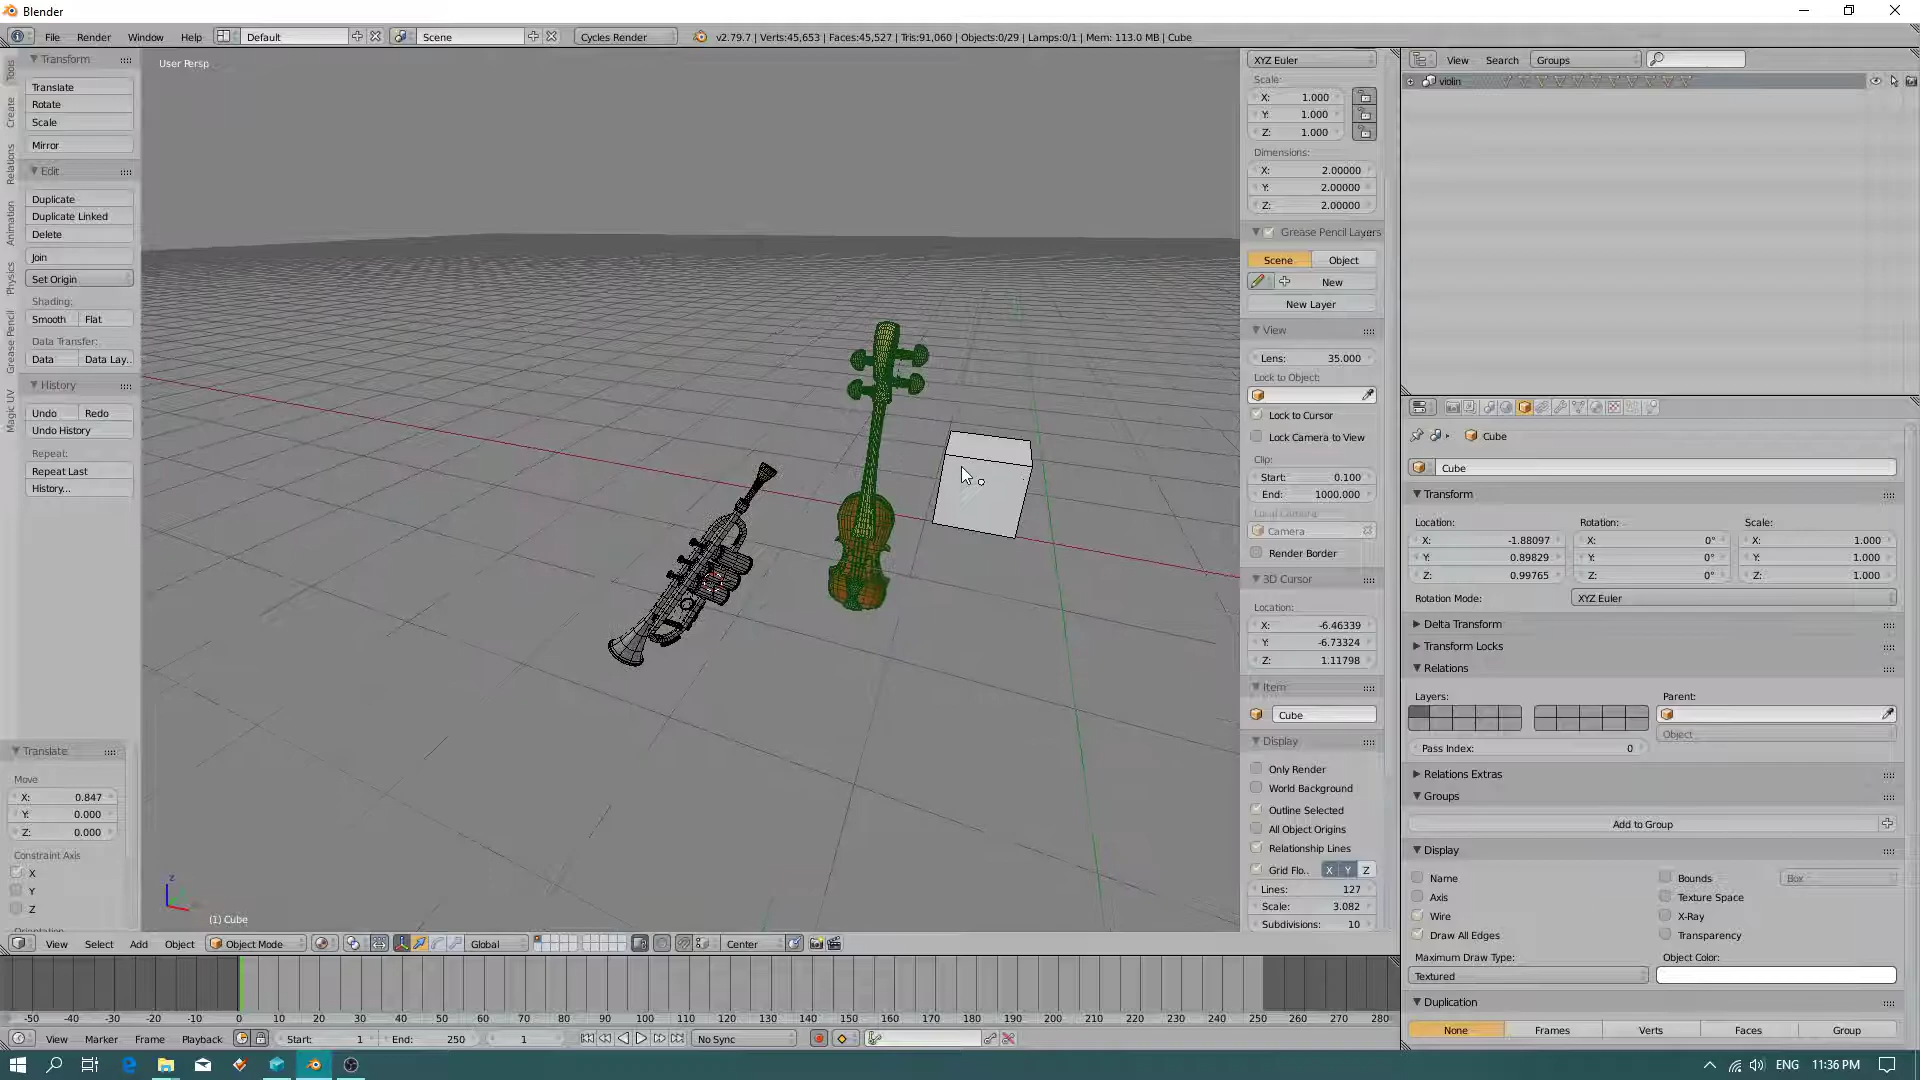 Blender
File Render Window Help Default Scene Cycles Render v2.79.7 | Verts:45,653 | Faces:45,527 | Tris:91,060 | Objects:0/29 | Lamps:0/1 | Mem: 113.0 MB | Cube
Tools
Create
Relations
Animation
Physics
Grease Pencil
Magic UV
Transform
Translate
Rotate
Scale
Mirror
Edit
Duplicate
Duplicate Linked
Delete
Join
Set Origin
Shading:
Smooth Flat
Data Transfer:
Data Data Lay..
History
Undo Redo
Undo History
Repeat:
Repeat Last
History...
Translate
Move
X: 0.847
Y: 0.000
Z: 0.000
Constraint Axis
X
Y
Z
User Persp
z
(1) Cube
XYZ Euler
Scale:
X: 1.000
Y: 1.000
Z: 1.000
Dimensions:
X: 2.00000
Y: 2.00000
Z: 2.00000
Grease Pencil Layers
Scene Object
New
New Layer
View
Lens: 35.000
Lock to Object:
Lock to Cursor
Lock Camera to View
Clip:
Start: 0.100
End: 1000.000
Local Camera:
Camera
Render Border
3D Cursor
Location:
X: -6.46339
Y: -6.73324
Z: 1.11798
Item
Cube
Display
Only Render
World Background
Outline Selected
All Object Origins
Relationship Lines
Grid Flo.. X Y Z
Lines: 127
Scale: 3.082
Subdivisions: 10
View Search Groups
violin
Cube
Cube
Transform
Location: Rotation: Scale:
X: -1.88097 X: 0° X: 1.000
Y: 0.89829 Y: 0° Y: 1.000
Z: 0.99765 Z: 0° Z: 1.000
Rotation Mode: XYZ Euler
Delta Transform
Transform Locks
Relations
Layers: Parent:
Object
Pass Index: 0
Relations Extras
Groups
Add to Group
Display
Name Bounds Box
Axis Texture Space
Wire X-Ray
Draw All Edges Transparency
Maximum Draw Type: Object Color:
Textured
Duplication
None Frames Verts Faces Group
View Select Add Object Object Mode Global Center
-50 -40 -30 -20 -10 0 10 20 30 40 50 60 70 80 90 100 110 120 130 140 150 160 170 180 190 200 210 220 230 240 250 260 270 280
View Marker Frame Playback Start: 1 End: 250 1 No Sync
ENG 11:36 PM